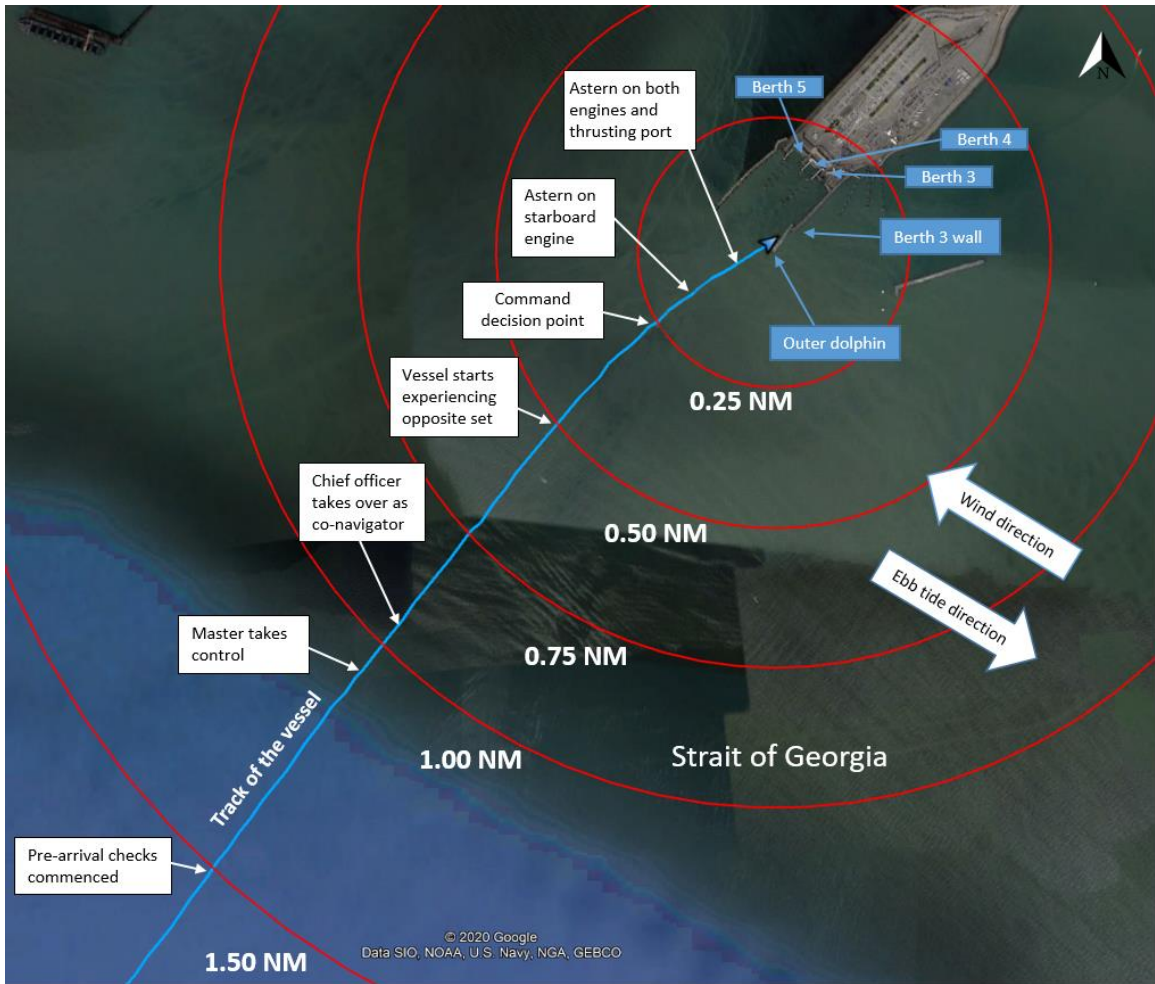 Astern on both
engines and
thrusting port
Berth 5
N
Berth 4
Berth 3
Astern on
starboard
engine
Berth 3 wall
Command
decision point
Outer dolphin
Vessel starts
experiencing
opposite set
0.25 NM
Chief officer
takes over as
co-navigator
Wind direction
0.50 NM
Ebb tide direction
Master takes
control
0.75 NM
Track of the vessel
1.00 NM
Strait of Georgia
Pre-arrival checks
commenced
© 2020 Google
Data SIO, NOAA, U.S. Navy, NGA, GEBCO
1.50 NM